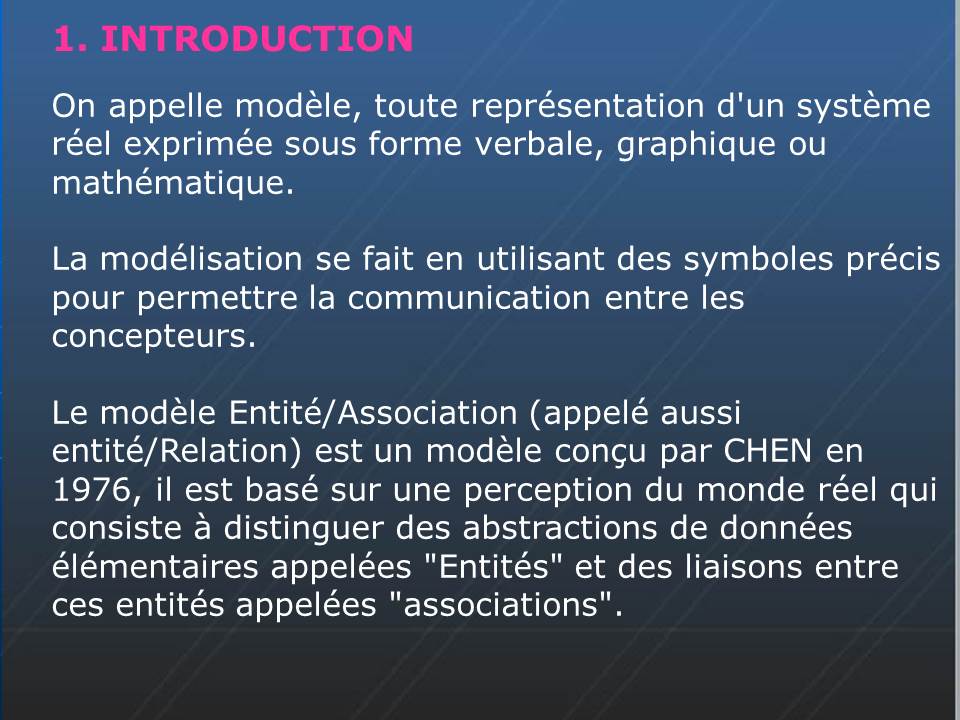 1. INTRODUCTION
On appelle modèle, toute représentation d'un système
réel exprimée sous forme verbale, graphique ou
mathématique.
La modélisation se fait en utilisant des symboles précis
pour permettre la communication entre les
concepteurs.
Le modèle Entité/Association (appelé aussi
entité/Relation) est un modèle conçu par CHEN en
1976, il est basé sur une perception du monde réel qui
consiste à distinguer des abstractions de données
élémentaires appelées "Entités" et des liaisons entre
ces entités appelées "associations".